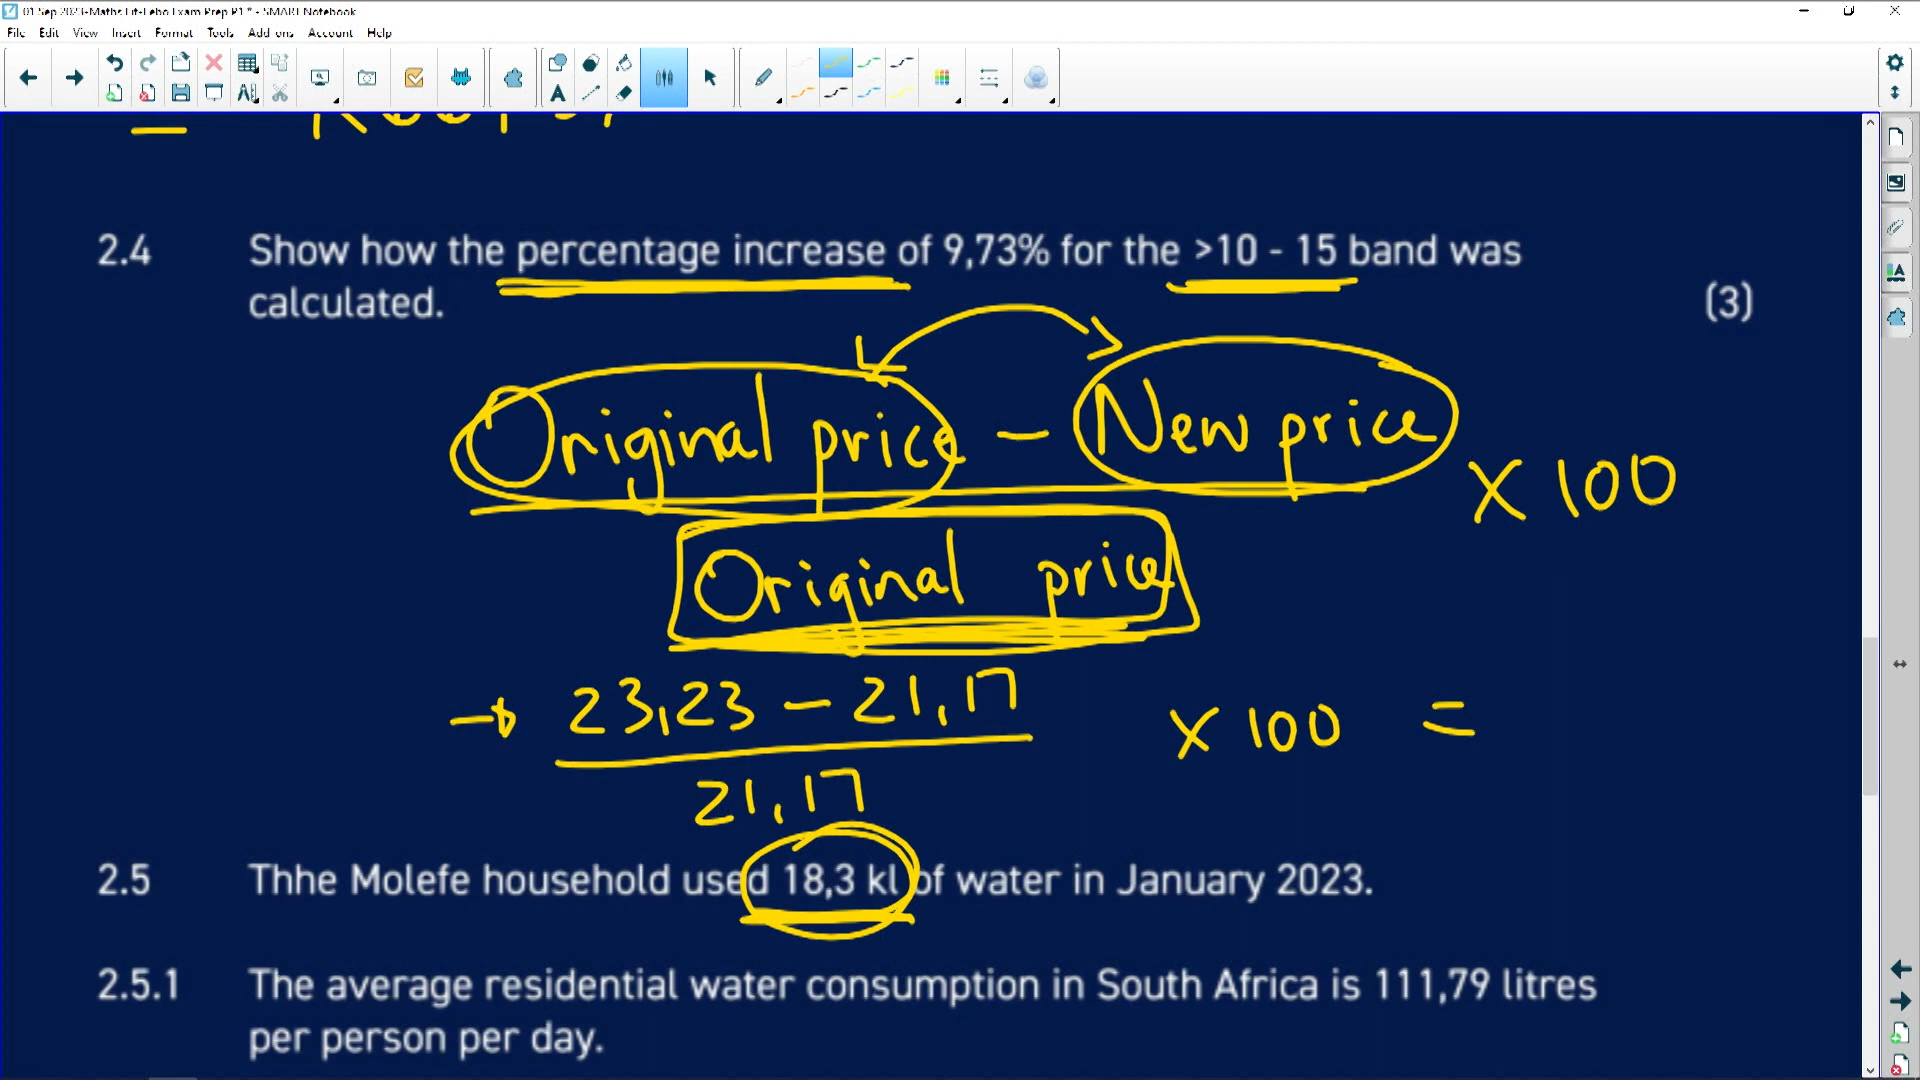 File Edit View Insert Format Tools Add-ons Account Help
2.4 Show how the percentage increase of 9,73% for the >10 - 15 band was
calculated. (3)
Original price - New price × 100
Original price
23,23 - 21,17 × 100 =
21,17
2.5 Thhe Molefe household used 18,3 kl of water in January 2023.
2.5.1 The average residential water consumption in South Africa is 111,79 litres
per person per day.